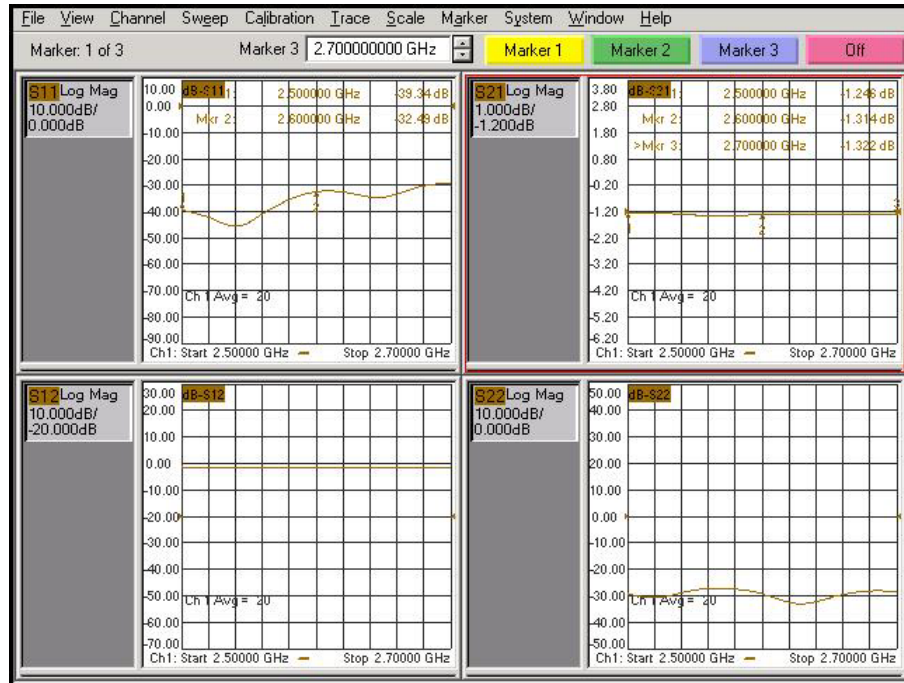 File View Channel Sweep Calibration Trace Scale Marker System Window Help
Marker: 1 of 3 Marker 3 2.700000000 GHz Marker 1 Marker 2 Marker 3 Off
S11 Log Mag
10.000dB/
0.000dB
10.00
0.00
-10.00
-20.00
-30.00
-40.00
-50.00
-60.00
-70.00
-80.00
-90.00
dB-S11 1: 2.500000 GHz -39.34 dB
Mkr 2: 2.600000 GHz -32.49 dB
1
2
Ch 1 Avg = 20
Ch1: Start 2.50000 GHz Stop 2.70000 GHz
S21 Log Mag
1.000dB/
-1.200dB
3.80
2.80
1.80
0.80
-0.20
-1.20
-2.20
-3.20
-4.20
-5.20
-6.20
dB-S21 1: 2.500000 GHz -1.246 dB
Mkr 2: 2.600000 GHz -1.314 dB
>Mkr 3: 2.700000 GHz -1.322 dB
3
1
2
Ch 1 Avg = 20
Ch1: Start 2.50000 GHz Stop 2.70000 GHz
S12 Log Mag
10.000dB/
-20.000dB
30.00
20.00
10.00
0.00
-10.00
-20.00
-30.00
-40.00
-50.00
-60.00
-70.00
dB-S12
Ch 1 Avg = 20
Ch1: Start 2.50000 GHz Stop 2.70000 GHz
S22 Log Mag
10.000dB/
0.000dB
50.00
40.00
30.00
20.00
10.00
0.00
-10.00
-20.00
-30.00
-40.00
-50.00
dB-S22
Ch 1 Avg = 20
Ch1: Start 2.50000 GHz Stop 2.70000 GHz